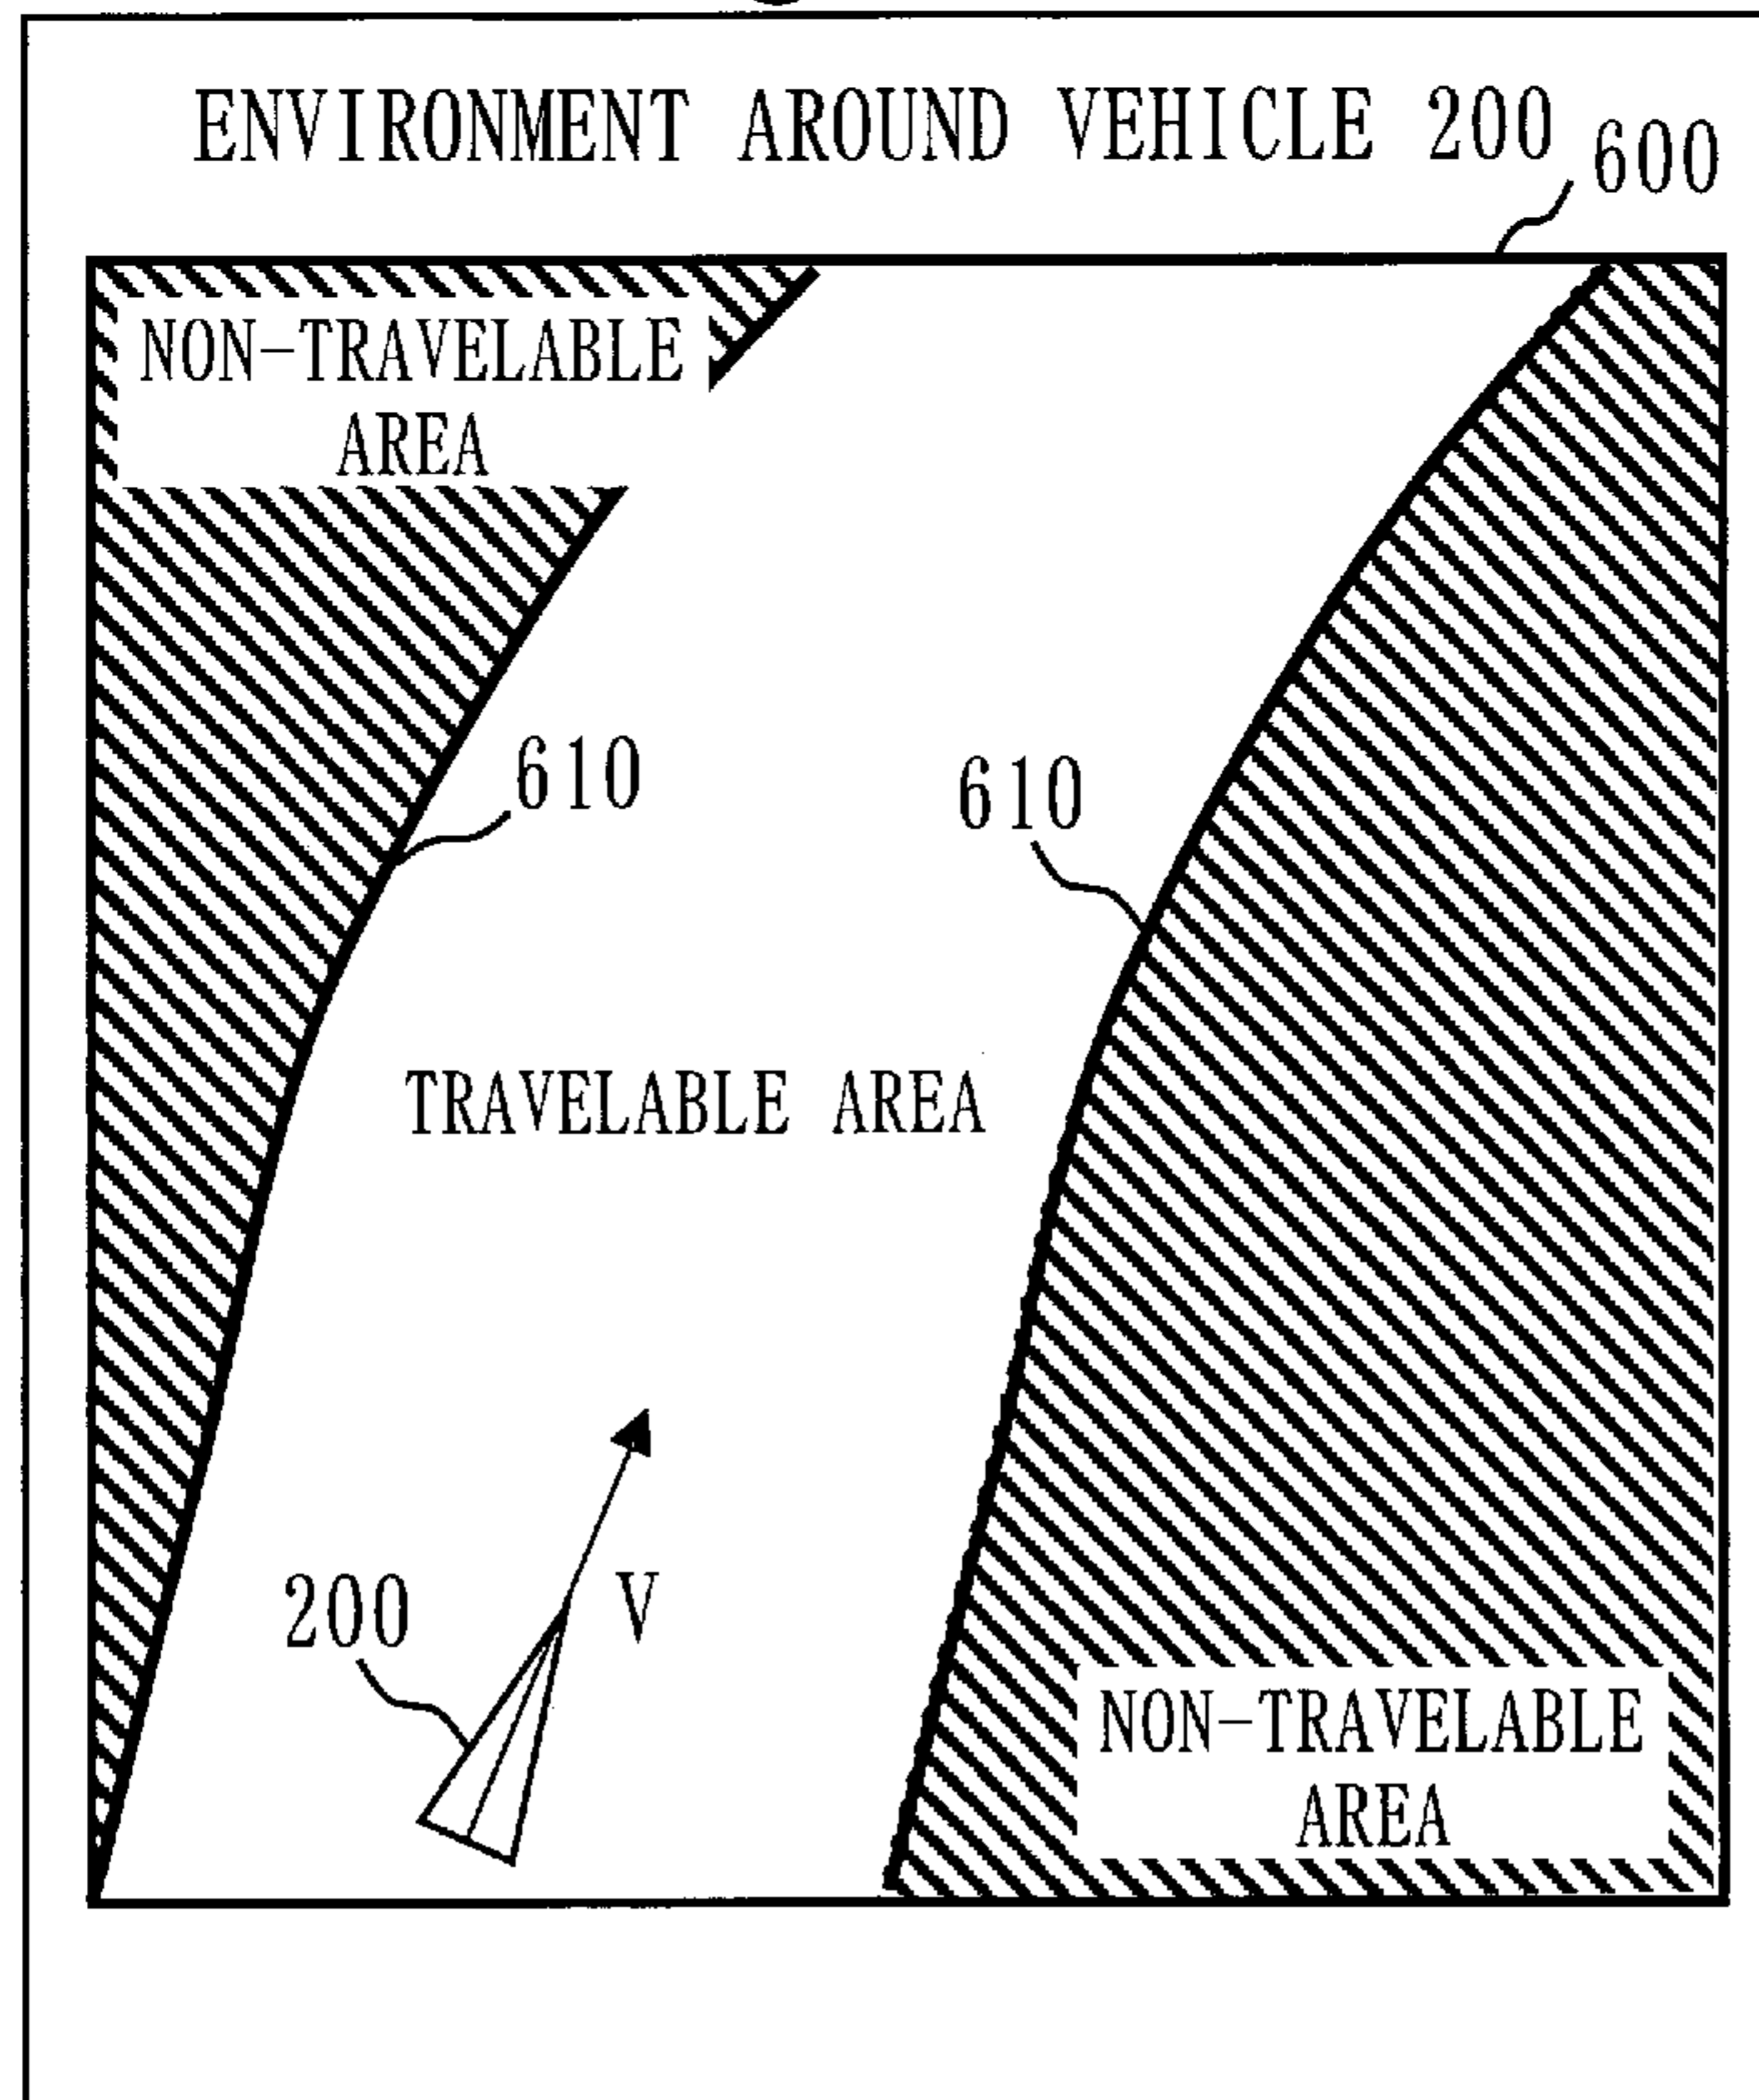 ENVIRONMENT AROUND VEHICLE 200
600
NON-TRAVELABLE
AREA
610
610
TRAVELABLE AREA
200
V
NON-TRAVELABLE
AREA